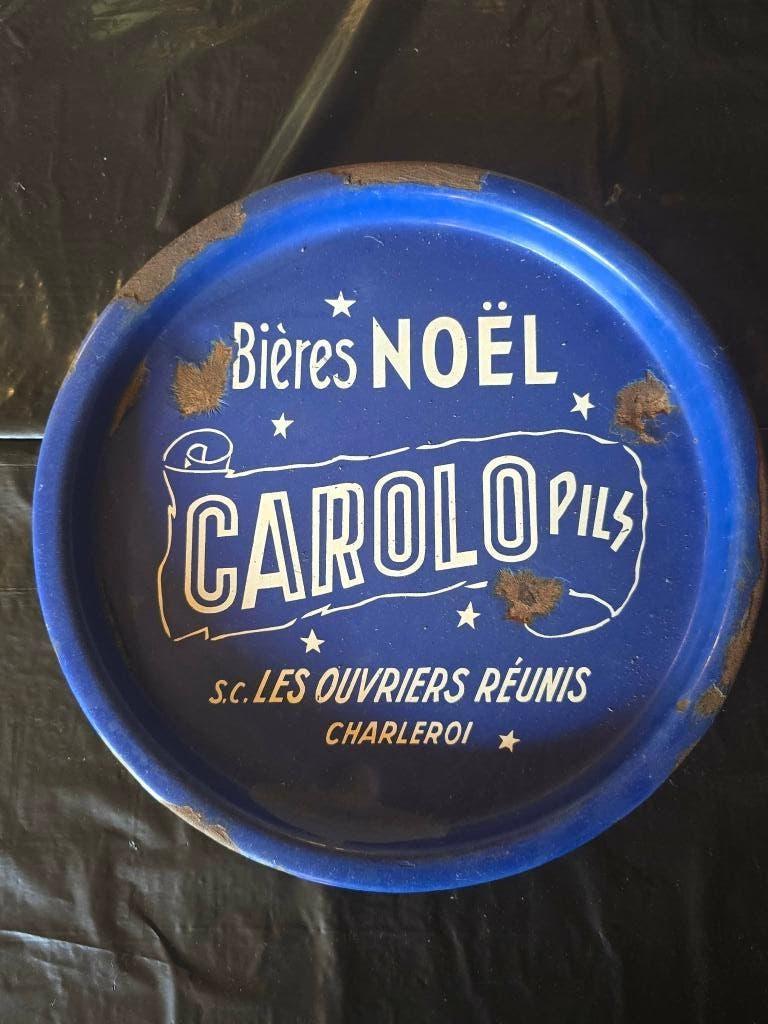 Bières NOËL
CAROLO PILS
S.C. LES OUVRIERS RÉUNIS
CHARLEROI